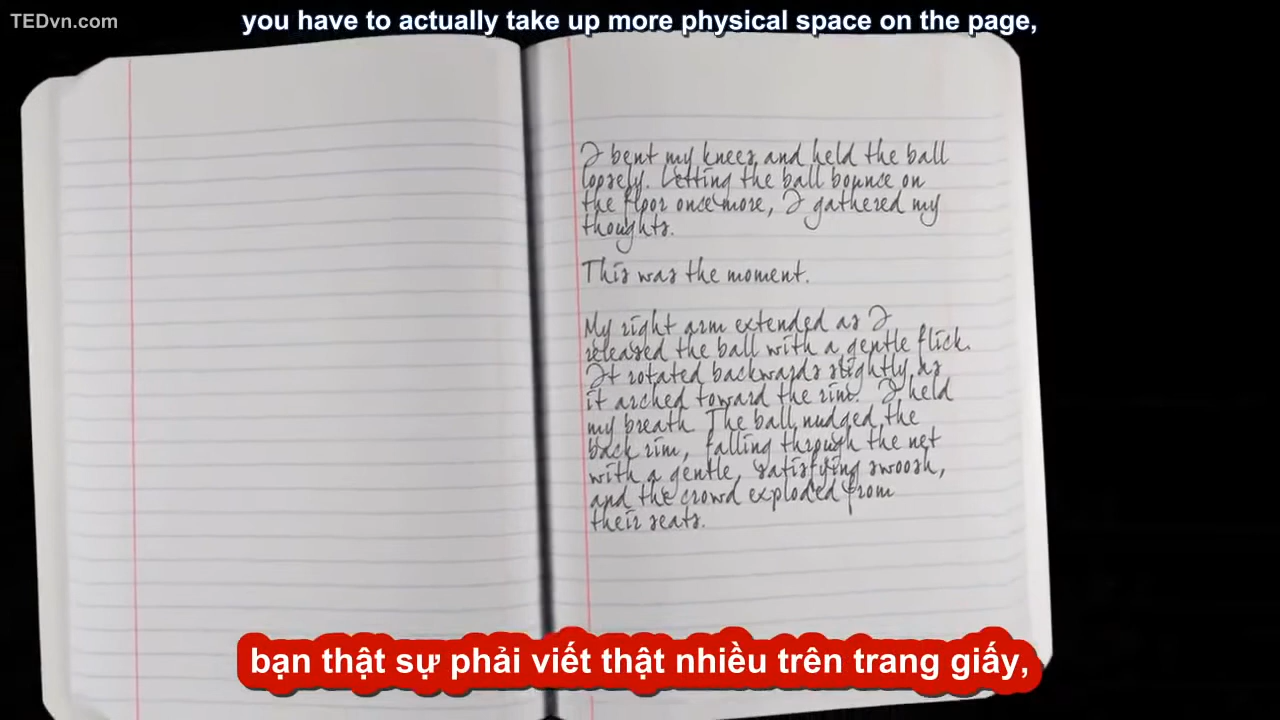 TEDvn.com
you have to actually take up more physical space on the page,
I bent my knees and held the ball
loosely. Letting the ball bounce on
the floor once more, I gathered my
thoughts.
This was the moment.
My right arm extended as I
released the ball with a gentle flick.
It rotated backwards slightly as
it arched toward the rim. I held
my breath. The ball nudged the
back rim, falling through the net
with a gentle, satisfying swoosh,
and the crowd exploded from
their seats.
bạn thật sự phải viết thật nhiều trên trang giấy,